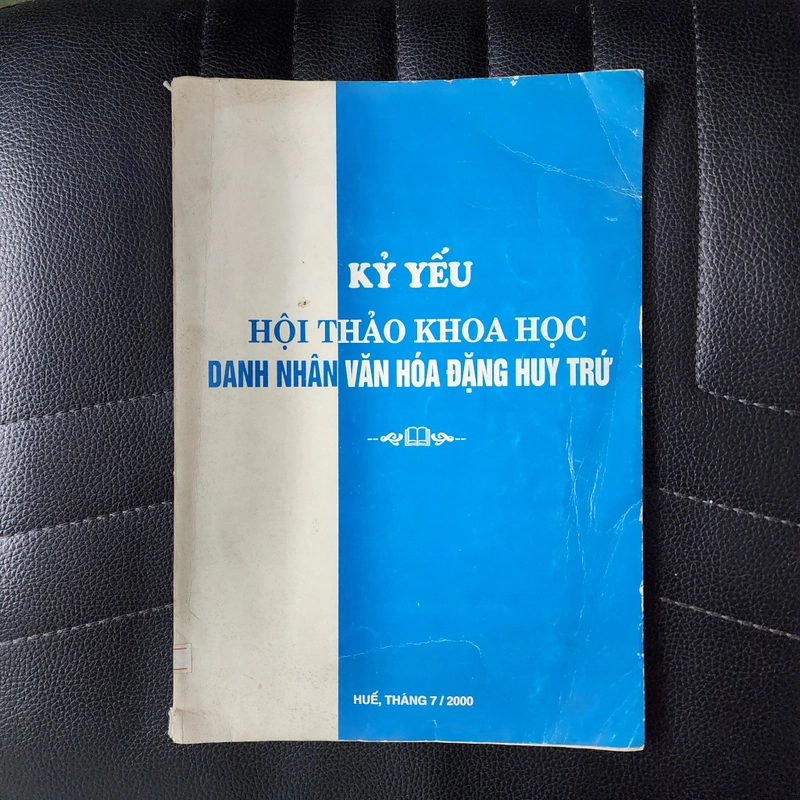 KỶ YẾU
HỘI THẢO KHOA HỌC
DANH NHÂN VĂN HÓA ĐẶNG HUY TRỨ
HUẾ, THÁNG 7 / 2000